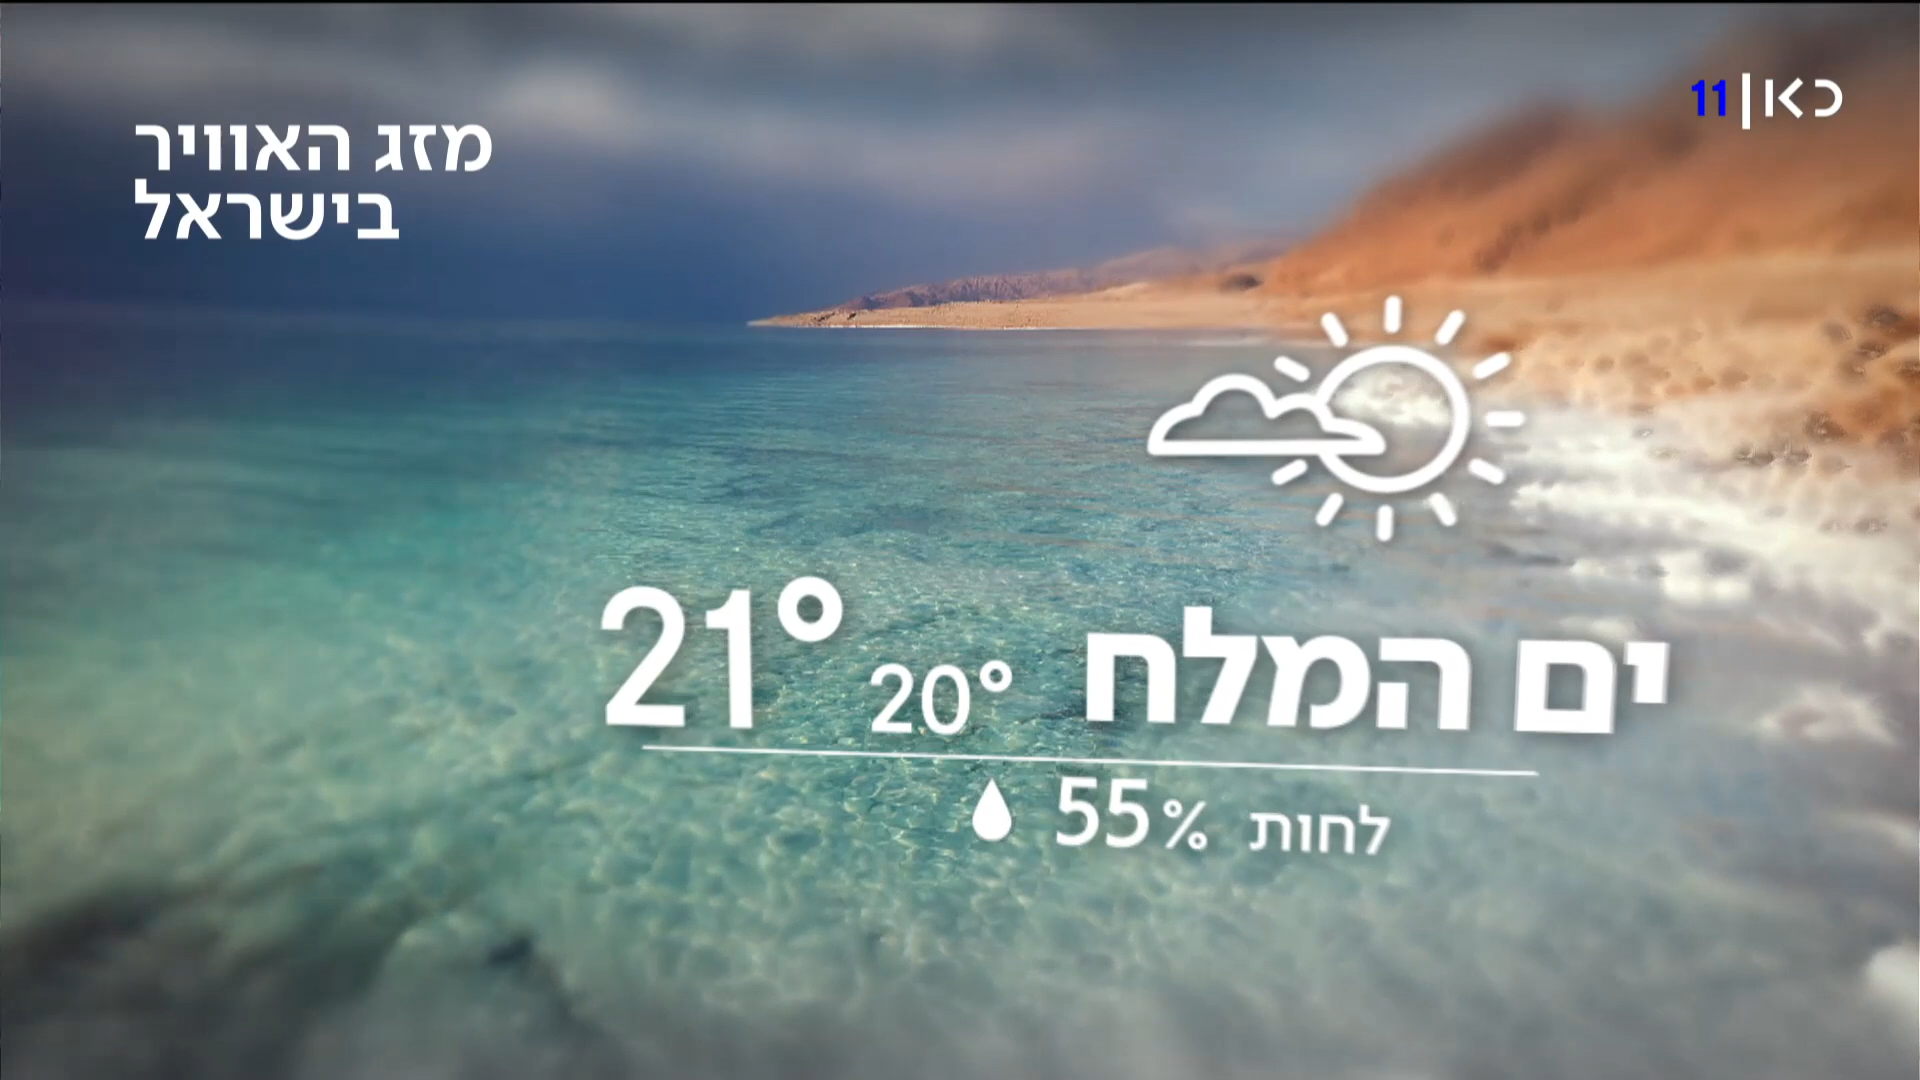 כאן|11
מזג האוויר
בישראל
ים המלח 20° 21°
לחות 55%